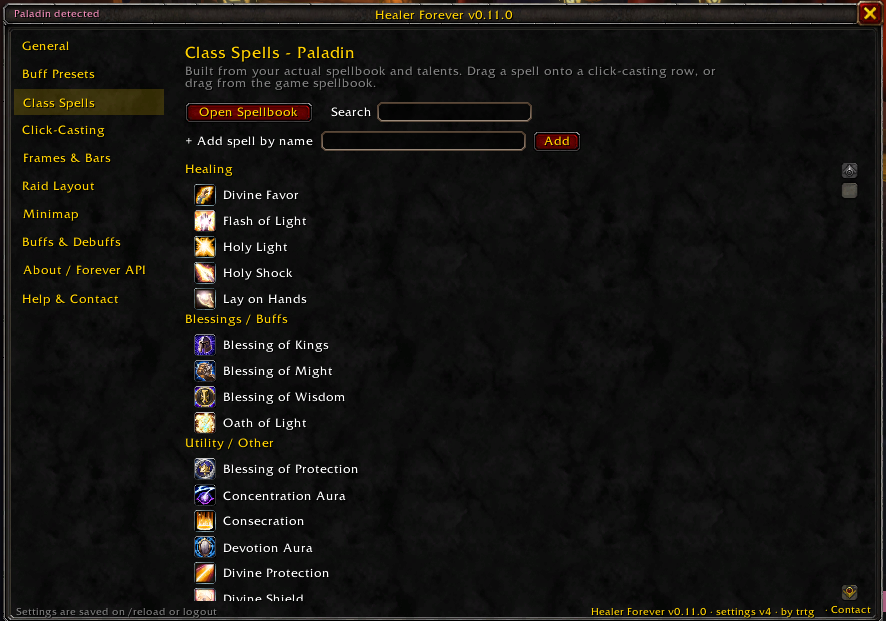 Paladin detected
Healer Forever v0.11.0
General
Buff Presets
Class Spells
Click-Casting
Frames & Bars
Raid Layout
Minimap
Buffs & Debuffs
About / Forever API
Help & Contact
Class Spells - Paladin
Built from your actual spellbook and talents. Drag a spell onto a click-casting row, or
drag from the game spellbook.
Open Spellbook Search
+ Add spell by name Add
Healing
Divine Favor
Flash of Light
Holy Light
Holy Shock
Lay on Hands
Blessings / Buffs
Blessing of Kings
Blessing of Might
Blessing of Wisdom
Oath of Light
Utility / Other
Blessing of Protection
Concentration Aura
Consecration
Devotion Aura
Divine Protection
Divine Shield
Settings are saved on /reload or logout
Healer Forever v0.11.0 · settings v4 · by trtg · Contact